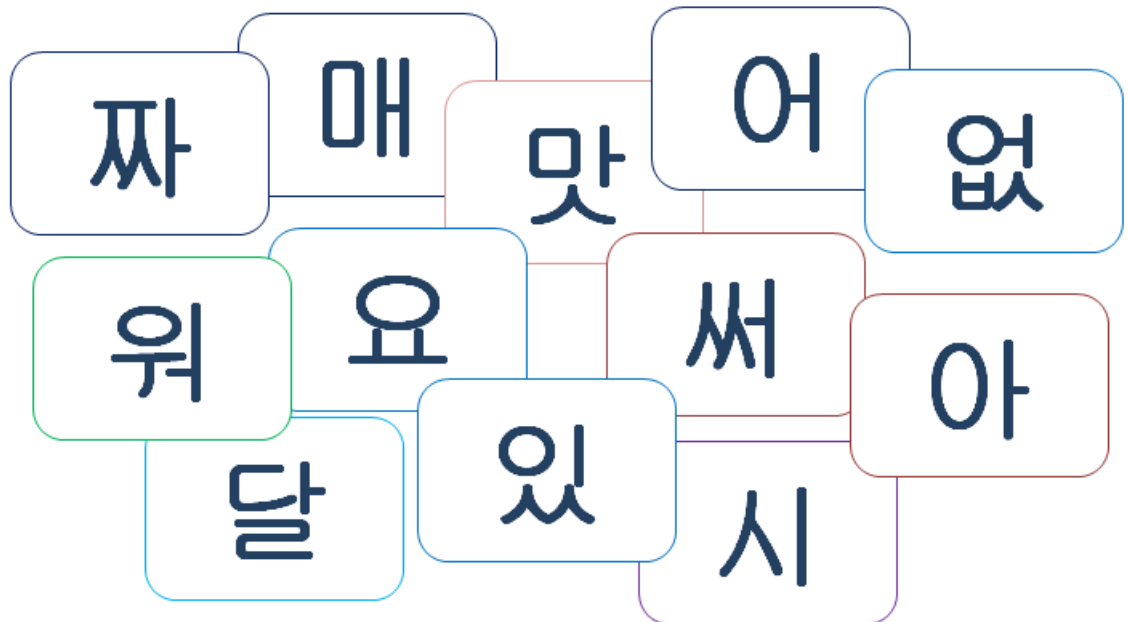 짜 매 맛 어 없
워 요 써 아
달 있 시